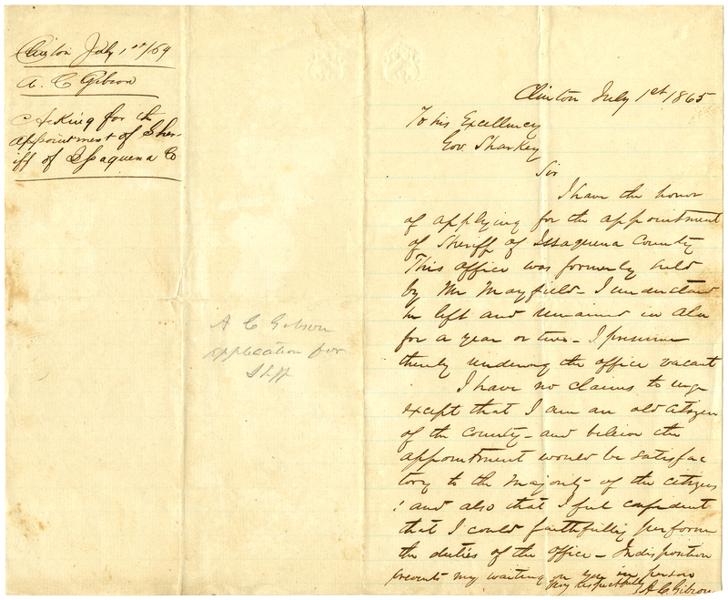 Clinton July 1st /69
A. C. Gibson
Asking for the
appointment of Sher-
iff of Issaquena Co
A C Gibson
application for
Shff
Clinton July 1st 1865
To his Excellency
Gov. Sharkey
Sir
I have the honor
of applying for the appointment
of Sheriff of Issaquena County
This office was formerly held
by Mr Mayfield - I understand
he left and remained in Ala
for a year or two - I presume
thereby rendering the office vacant
I have no claims to urge
except that I am an old citizen
of the county - and believe the
appointment would be satisfac
tory to the majority of the citizens
: and also that I feel confident
that I could faithfully perform
the duties of the office - Indisposition
prevents my waiting on you in person
Very Respectfully
A C Gibson